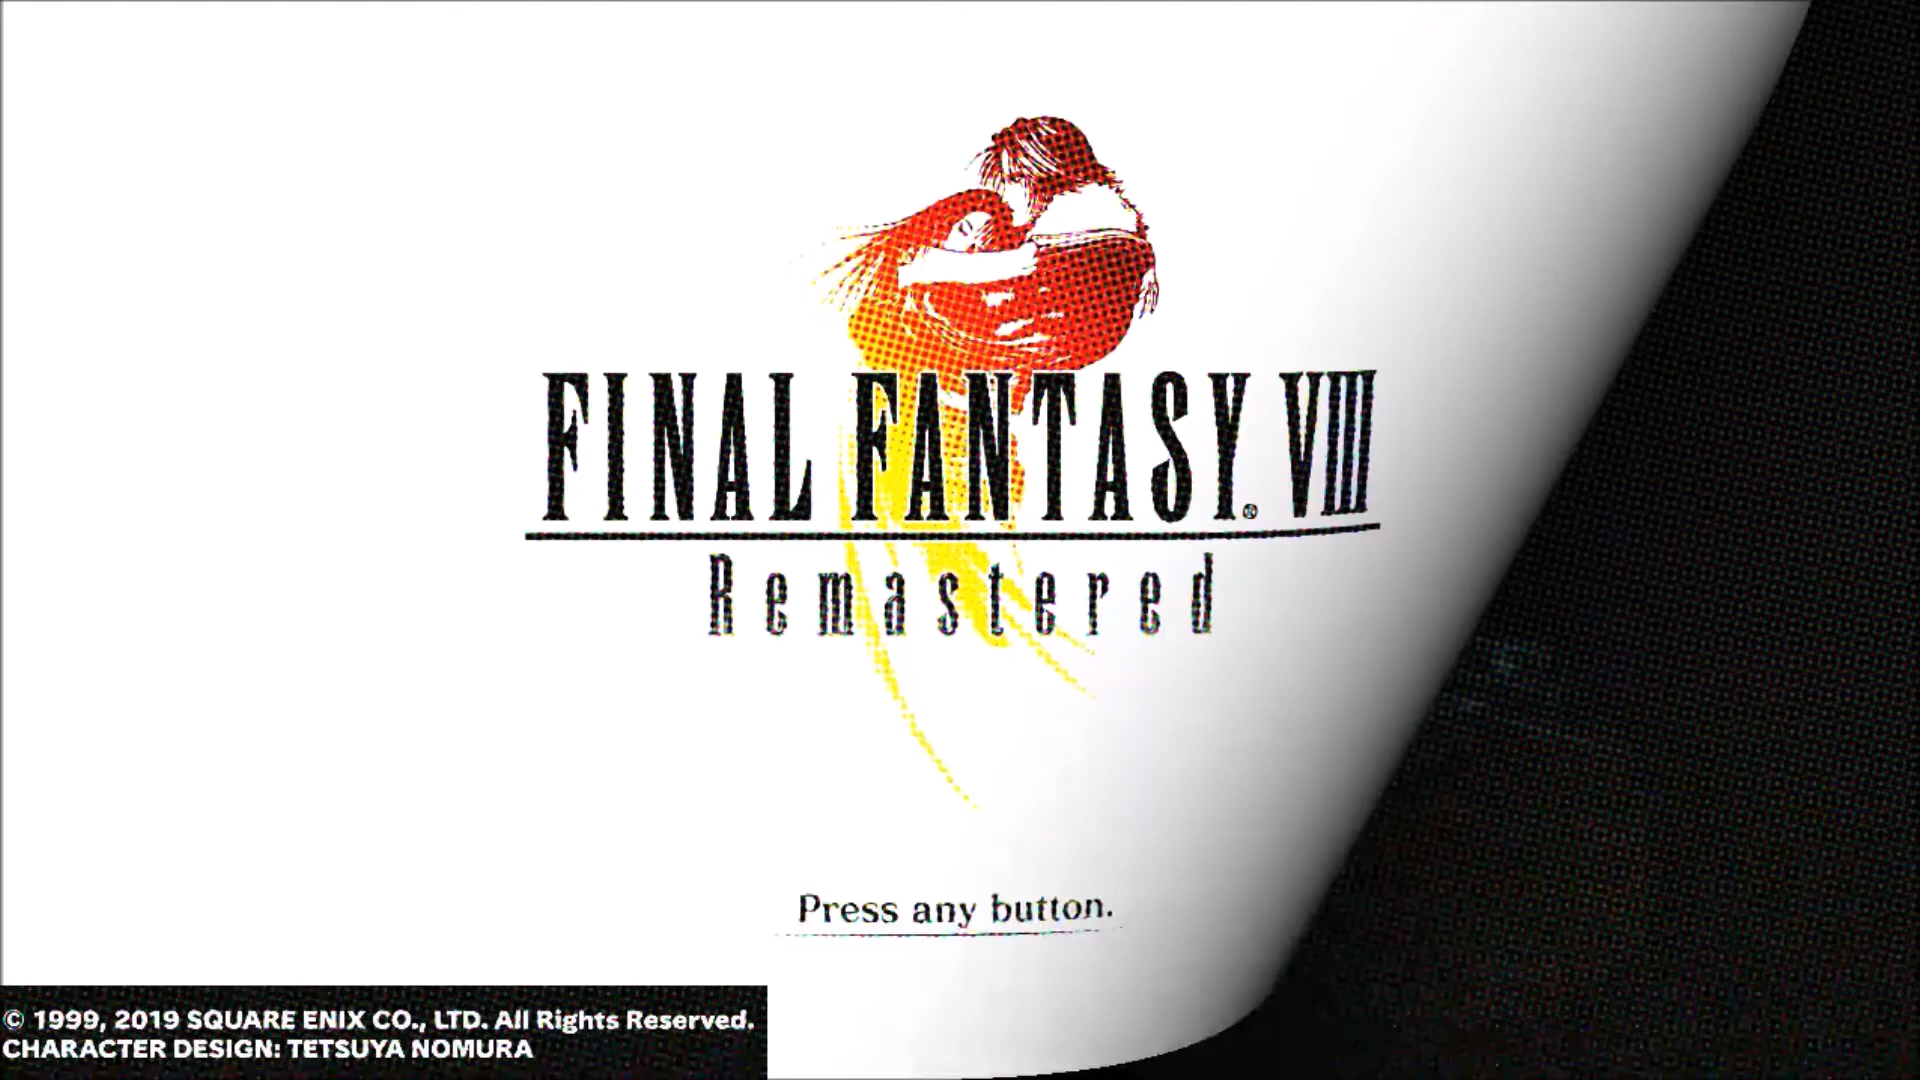 FINAL FANTASY® VIII
Remastered
Press any button.
© 1999, 2019 SQUARE ENIX CO., LTD. All Rights Reserved.
CHARACTER DESIGN: TETSUYA NOMURA